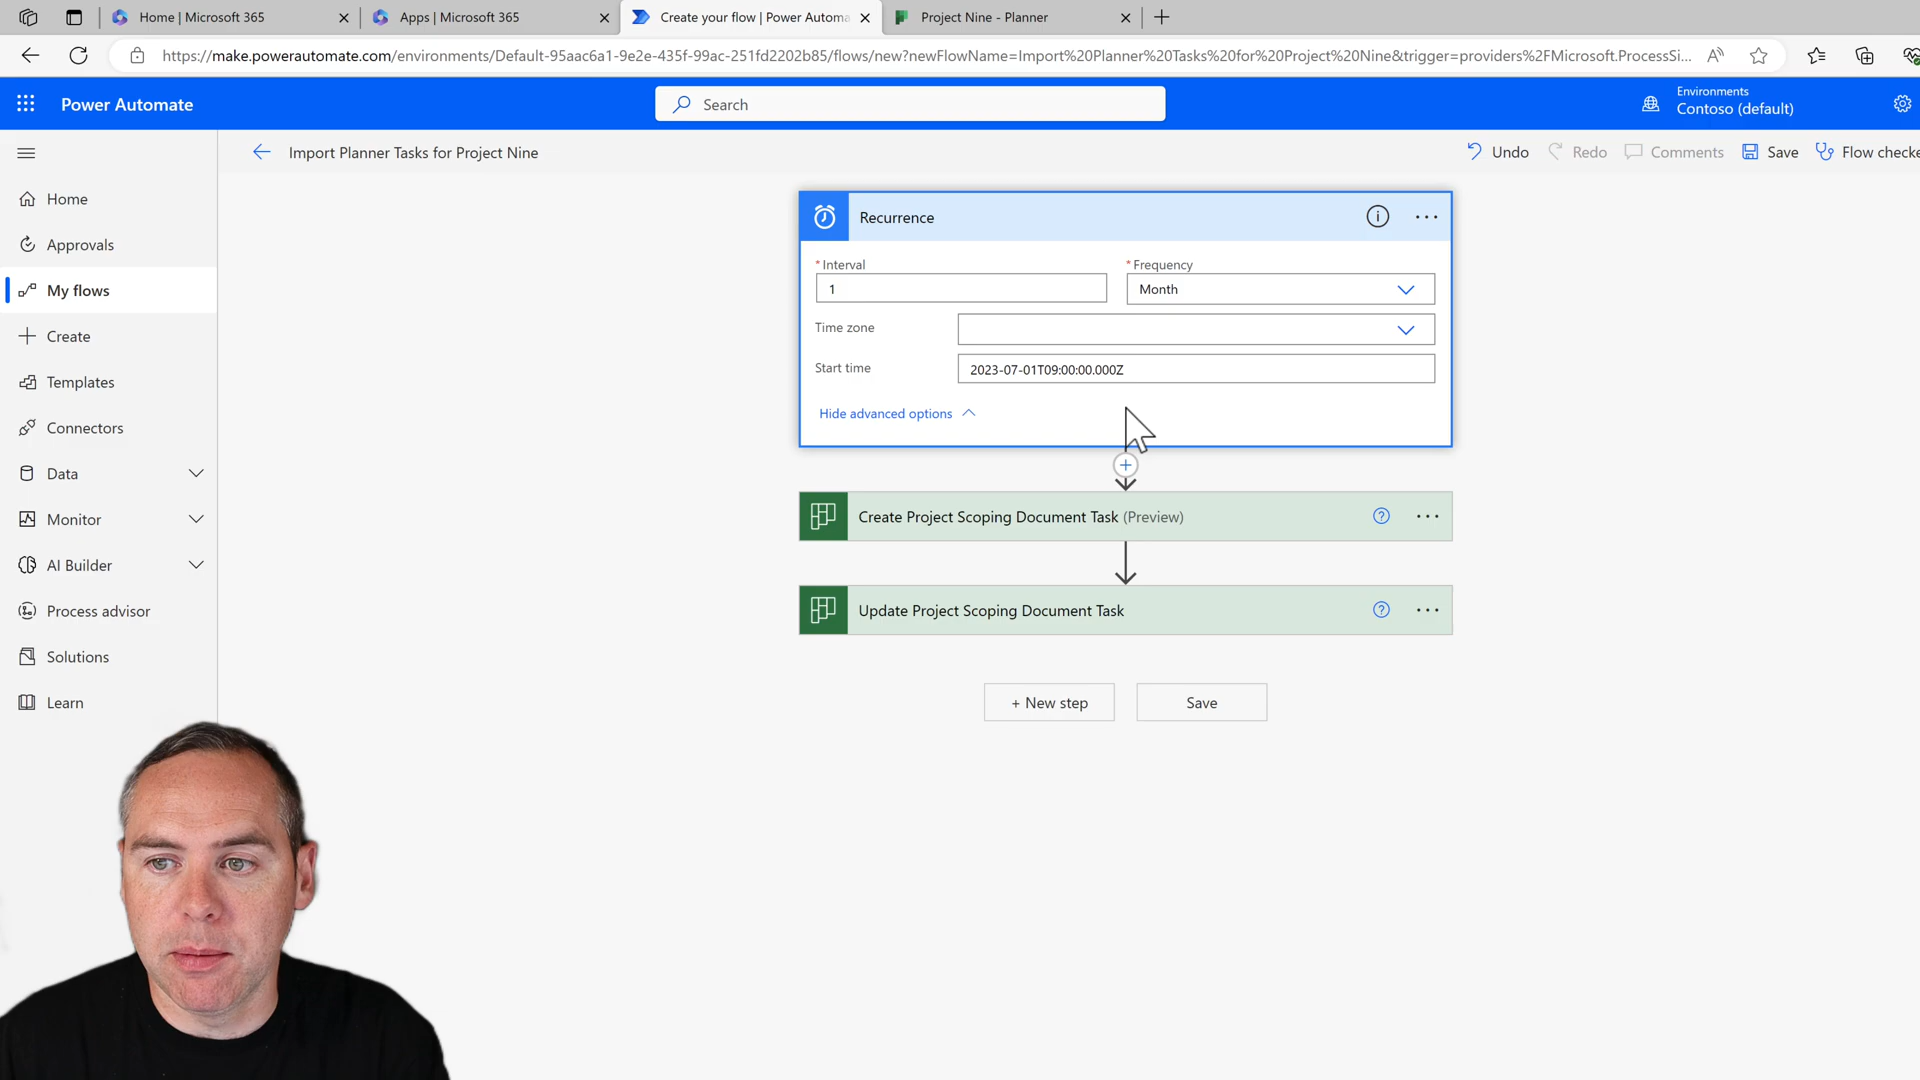 Home | Microsoft 365
Apps | Microsoft 365
Create your flow | Power Automa
Project Nine - Planner
https://make.powerautomate.com/environments/Default-95aac6a1-9e2e-435f-99ac-251fd2202b85/flows/new?newFlowName=Import%20Planner%20Tasks%20for%20Project%20Nine&trigger=providers%2FMicrosoft.ProcessSi...
Power Automate
Search
Environments
Contoso (default)
Import Planner Tasks for Project Nine
Undo
Redo
Comments
Save
Flow checke
Home
Approvals
My flows
Create
Templates
Connectors
Data
Monitor
AI Builder
Process advisor
Solutions
Learn
Recurrence
* Interval
1
* Frequency
Month
Time zone
Start time
2023-07-01T09:00:00.000Z
Hide advanced options
Create Project Scoping Document Task (Preview)
Update Project Scoping Document Task
+ New step
Save